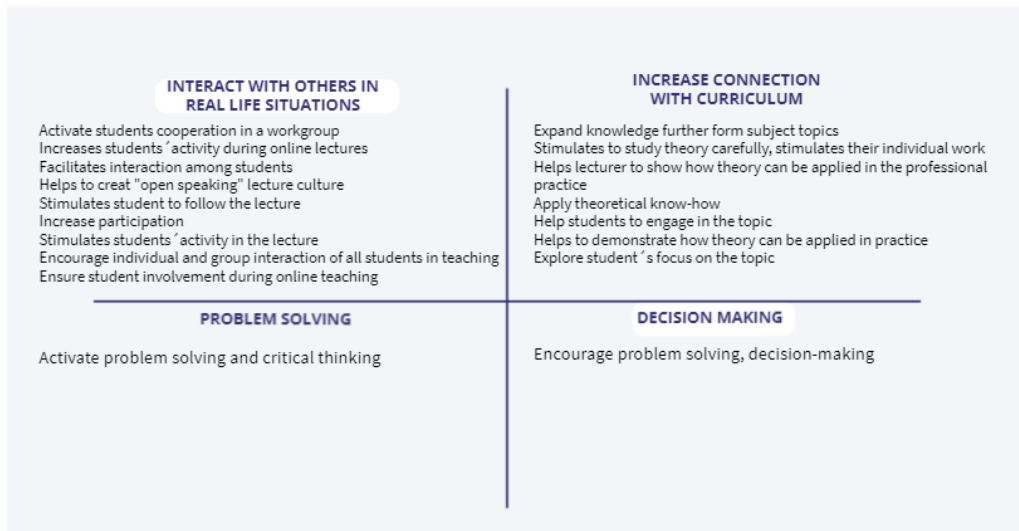 INTERACT WITH OTHERS IN
REAL LIFE SITUATIONS
Activate students cooperation in a workgroup
Increases students´activity during online lectures
Facilitates interaction among students
Helps to creat "open speaking" lecture culture
Stimulates student to follow the lecture
Increase participation
Stimulates students´activity in the lecture
Encourage individual and group interaction of all students in teaching
Ensure student involvement during online teaching
INCREASE CONNECTION
WITH CURRICULUM
Expand knowledge further form subject topics
Stimulates to study theory carefully, stimulates their individual work
Helps lecturer to show how theory can be applied in the professional
practice
Apply theoretical know-how
Help students to engage in the topic
Helps to demonstrate how theory can be applied in practice
Explore student´s focus on the topic
PROBLEM SOLVING
Activate problem solving and critical thinking
DECISION MAKING
Encourage problem solving, decision-making